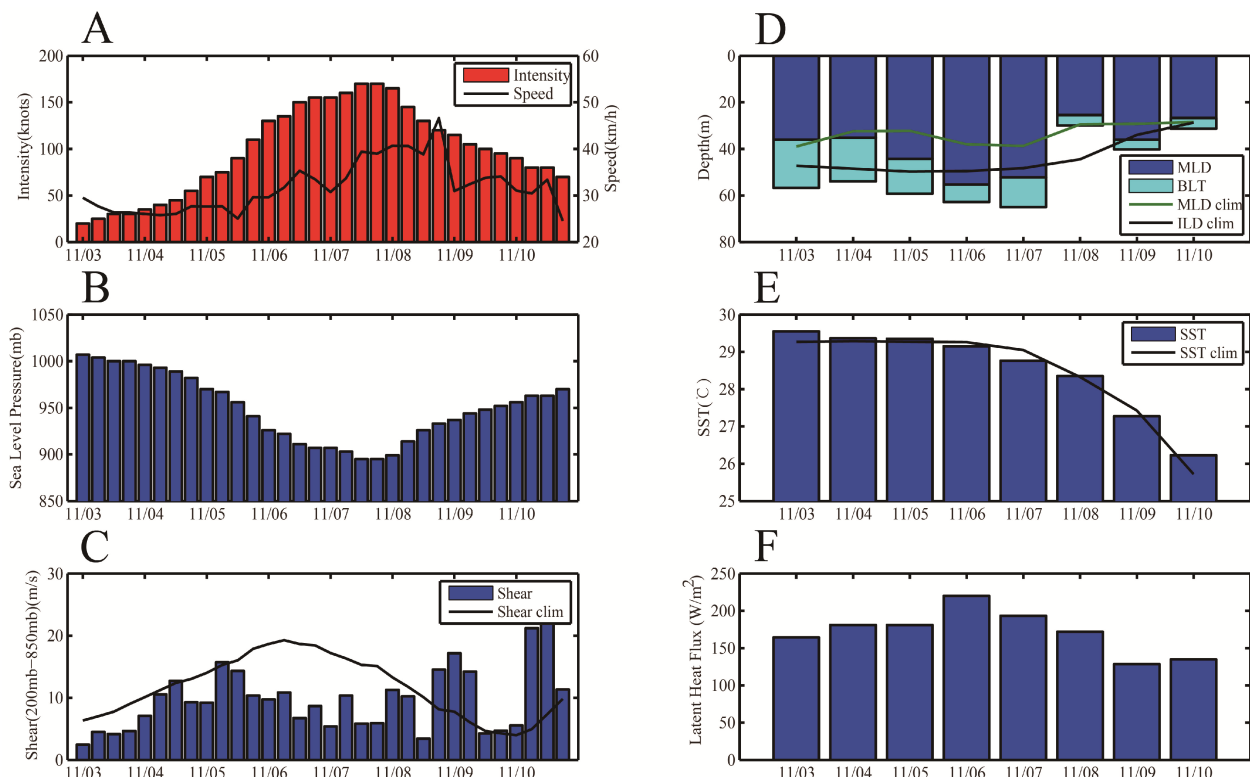 A
200
150
100
50
0
Intensity(knots)
60
50
40
30
20
Speed(km/h)
Intensity
Speed
11/03 11/04 11/05 11/06 11/07 11/08 11/09 11/10
B
1050
1000
950
900
850
Sea Level Pressure(mb)
11/03 11/04 11/05 11/06 11/07 11/08 11/09 11/10
C
30
20
10
0
Shear(200mb−850mb)(m/s)
Shear
Shear clim
11/03 11/04 11/05 11/06 11/07 11/08 11/09 11/10
D
0
20
40
60
80
Depth(m)
MLD
BLT
MLD clim
ILD clim
11/03 11/04 11/05 11/06 11/07 11/08 11/09 11/10
E
30
29
28
27
26
25
SST(℃)
SST
SST clim
11/03 11/04 11/05 11/06 11/07 11/08 11/09 11/10
F
250
200
150
100
50
0
Latent Heat Flux (W/m²)
11/03 11/04 11/05 11/06 11/07 11/08 11/09 11/10